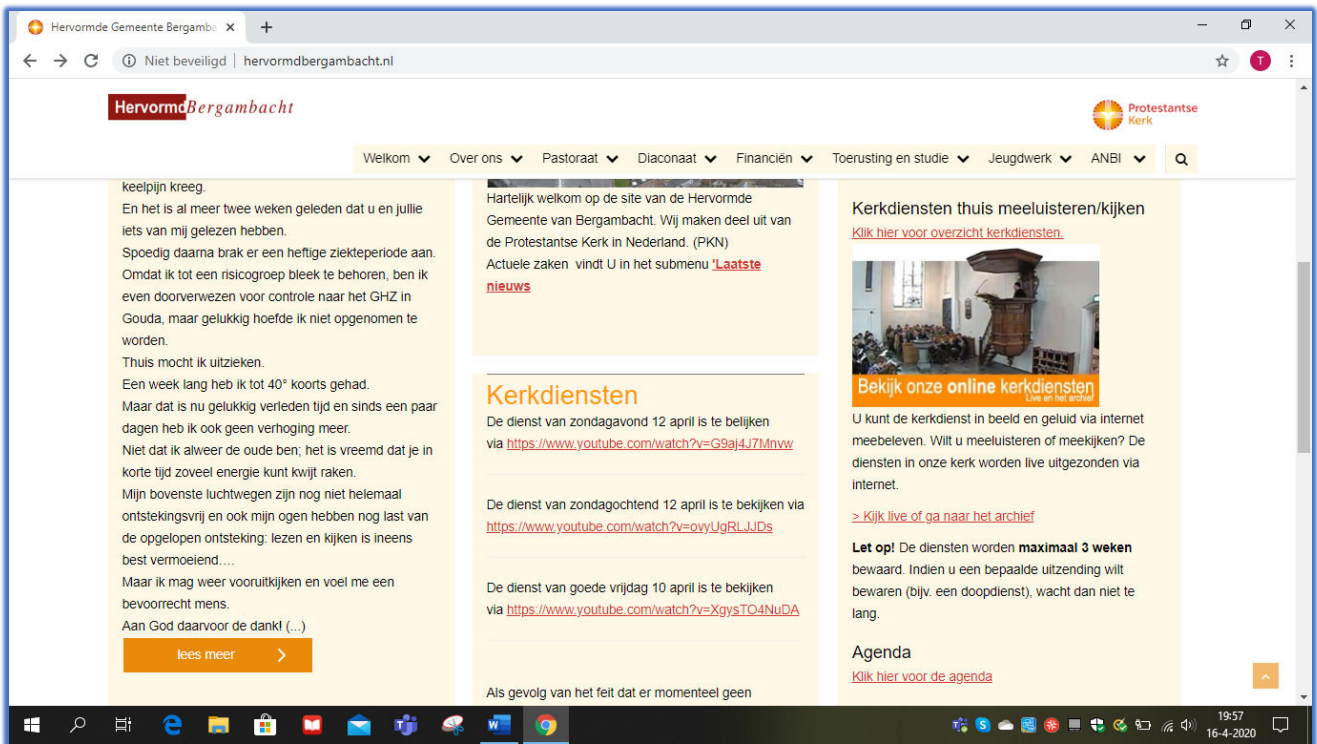 Hervormde Gemeente Bergamba
Niet beveiligd | hervormdbergambacht.nl
T
HervormdBergambacht
Protestantse
Kerk
Welkom Over ons Pastoraat Diaconaat Financiën Toerusting en studie Jeugdwerk ANBI
keelpijn kreeg.
En het is al meer twee weken geleden dat u en jullie
iets van mij gelezen hebben.
Spoedig daarna brak er een heftige ziekteperiode aan.
Omdat ik tot een risicogroep bleek te behoren, ben ik
even doorverwezen voor controle naar het GHZ in
Gouda, maar gelukkig hoefde ik niet opgenomen te
worden.
Thuis mocht ik uitzieken.
Een week lang heb ik tot 40° koorts gehad.
Maar dat is nu gelukkig verleden tijd en sinds een paar
dagen heb ik ook geen verhoging meer.
Niet dat ik alweer de oude ben; het is vreemd dat je in
korte tijd zoveel energie kunt kwijt raken.
Mijn bovenste luchtwegen zijn nog niet helemaal
ontstekingsvrij en ook mijn ogen hebben nog last van
de opgelopen ontsteking: lezen en kijken is ineens
best vermoeiend….
Maar ik mag weer vooruitkijken en voel me een
bevoorrecht mens.
Aan God daarvoor de dank! (...)
lees meer
Hartelijk welkom op de site van de Hervormde
Gemeente van Bergambacht. Wij maken deel uit van
de Protestantse Kerk in Nederland. (PKN)
Actuele zaken vindt U in het submenu 'Laatste
nieuws
Kerkdiensten
De dienst van zondagavond 12 april is te belijken
via https://www.youtube.com/watch?v=G9aj4J7Mnvw
De dienst van zondagochtend 12 april is te bekijken via
https://www.youtube.com/watch?v=ovyUgRLJJDs
De dienst van goede vrijdag 10 april is te bekijken
via https://www.youtube.com/watch?v=XgysTO4NuDA
Als gevolg van het feit dat er momenteel geen
Kerkdiensten thuis meeluisteren/kijken
Klik hier voor overzicht kerkdiensten.
Bekijk onze online kerkdiensten
Live en het archief
U kunt de kerkdienst in beeld en geluid via internet
meebeleven. Wilt u meeluisteren of meekijken? De
diensten in onze kerk worden live uitgezonden via
internet.
> Kijk live of ga naar het archief
Let op! De diensten worden maximaal 3 weken
bewaard. Indien u een bepaalde uitzending wilt
bewaren (bijv. een doopdienst), wacht dan niet te
lang.
Agenda
Klik hier voor de agenda
19:57
16-4-2020